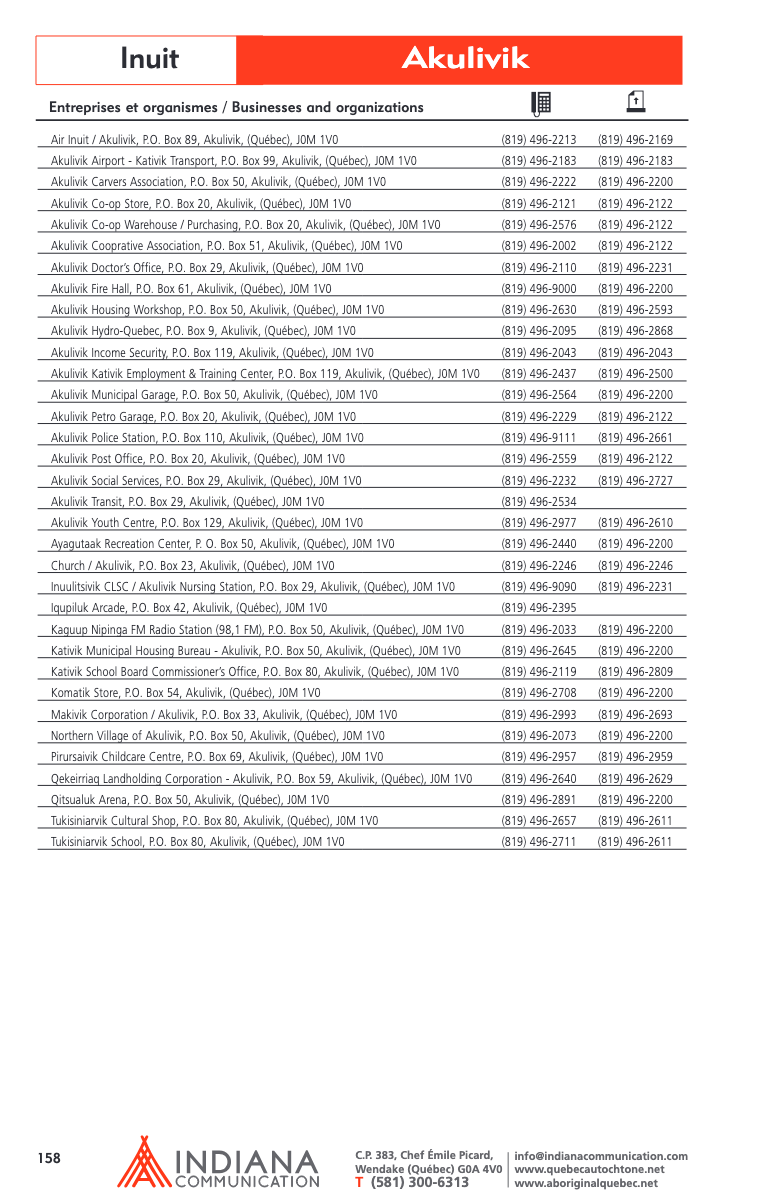 Inuit Akulivik
Entreprises et organismes / Businesses and organizations
Air Inuit / Akulivik, P.O. Box 89, Akulivik, (Québec), J0M 1V0 (819) 496-2213 (819) 496-2169
Akulivik Airport - Kativik Transport, P.O. Box 99, Akulivik, (Québec), J0M 1V0 (819) 496-2183 (819) 496-2183
Akulivik Carvers Association, P.O. Box 50, Akulivik, (Québec), J0M 1V0 (819) 496-2222 (819) 496-2200
Akulivik Co-op Store, P.O. Box 20, Akulivik, (Québec), J0M 1V0 (819) 496-2121 (819) 496-2122
Akulivik Co-op Warehouse / Purchasing, P.O. Box 20, Akulivik, (Québec), J0M 1V0 (819) 496-2576 (819) 496-2122
Akulivik Cooprative Association, P.O. Box 51, Akulivik, (Québec), J0M 1V0 (819) 496-2002 (819) 496-2122
Akulivik Doctor's Office, P.O. Box 29, Akulivik, (Québec), J0M 1V0 (819) 496-2110 (819) 496-2231
Akulivik Fire Hall, P.O. Box 61, Akulivik, (Québec), J0M 1V0 (819) 496-9000 (819) 496-2200
Akulivik Housing Workshop, P.O. Box 50, Akulivik, (Québec), J0M 1V0 (819) 496-2630 (819) 496-2593
Akulivik Hydro-Quebec, P.O. Box 9, Akulivik, (Québec), J0M 1V0 (819) 496-2095 (819) 496-2868
Akulivik Income Security, P.O. Box 119, Akulivik, (Québec), J0M 1V0 (819) 496-2043 (819) 496-2043
Akulivik Kativik Employment & Training Center, P.O. Box 119, Akulivik, (Québec), J0M 1V0 (819) 496-2437 (819) 496-2500
Akulivik Municipal Garage, P.O. Box 50, Akulivik, (Québec), J0M 1V0 (819) 496-2564 (819) 496-2200
Akulivik Petro Garage, P.O. Box 20, Akulivik, (Québec), J0M 1V0 (819) 496-2229 (819) 496-2122
Akulivik Police Station, P.O. Box 110, Akulivik, (Québec), J0M 1V0 (819) 496-9111 (819) 496-2661
Akulivik Post Office, P.O. Box 20, Akulivik, (Québec), J0M 1V0 (819) 496-2559 (819) 496-2122
Akulivik Social Services, P.O. Box 29, Akulivik, (Québec), J0M 1V0 (819) 496-2232 (819) 496-2727
Akulivik Transit, P.O. Box 29, Akulivik, (Québec), J0M 1V0 (819) 496-2534
Akulivik Youth Centre, P.O. Box 129, Akulivik, (Québec), J0M 1V0 (819) 496-2977 (819) 496-2610
Ayagutaak Recreation Center, P. O. Box 50, Akulivik, (Québec), J0M 1V0 (819) 496-2440 (819) 496-2200
Church / Akulivik, P.O. Box 23, Akulivik, (Québec), J0M 1V0 (819) 496-2246 (819) 496-2246
Inuulitsivik CLSC / Akulivik Nursing Station, P.O. Box 29, Akulivik, (Québec), J0M 1V0 (819) 496-9090 (819) 496-2231
Iqupiluk Arcade, P.O. Box 42, Akulivik, (Québec), J0M 1V0 (819) 496-2395
Kaguup Nipinga FM Radio Station (98,1 FM), P.O. Box 50, Akulivik, (Québec), J0M 1V0 (819) 496-2033 (819) 496-2200
Kativik Municipal Housing Bureau - Akulivik, P.O. Box 50, Akulivik, (Québec), J0M 1V0 (819) 496-2645 (819) 496-2200
Kativik School Board Commissioner's Office, P.O. Box 80, Akulivik, (Québec), J0M 1V0 (819) 496-2119 (819) 496-2809
Komatik Store, P.O. Box 54, Akulivik, (Québec), J0M 1V0 (819) 496-2708 (819) 496-2200
Makivik Corporation / Akulivik, P.O. Box 33, Akulivik, (Québec), J0M 1V0 (819) 496-2993 (819) 496-2693
Northern Village of Akulivik, P.O. Box 50, Akulivik, (Québec), J0M 1V0 (819) 496-2073 (819) 496-2200
Pirursaivik Childcare Centre, P.O. Box 69, Akulivik, (Québec), J0M 1V0 (819) 496-2957 (819) 496-2959
Qekeirriaq Landholding Corporation - Akulivik, P.O. Box 59, Akulivik, (Québec), J0M 1V0 (819) 496-2640 (819) 496-2629
Qitsualuk Arena, P.O. Box 50, Akulivik, (Québec), J0M 1V0 (819) 496-2891 (819) 496-2200
Tukisiniarvik Cultural Shop, P.O. Box 80, Akulivik, (Québec), J0M 1V0 (819) 496-2657 (819) 496-2611
Tukisiniarvik School, P.O. Box 80, Akulivik, (Québec), J0M 1V0 (819) 496-2711 (819) 496-2611
158
INDIANA
COMMUNICATION
C.P. 383, Chef Émile Picard,
Wendake (Québec) G0A 4V0
T (581) 300-6313
info@indianacommunication.com
www.quebecautochtone.net
www.aboriginalquebec.net